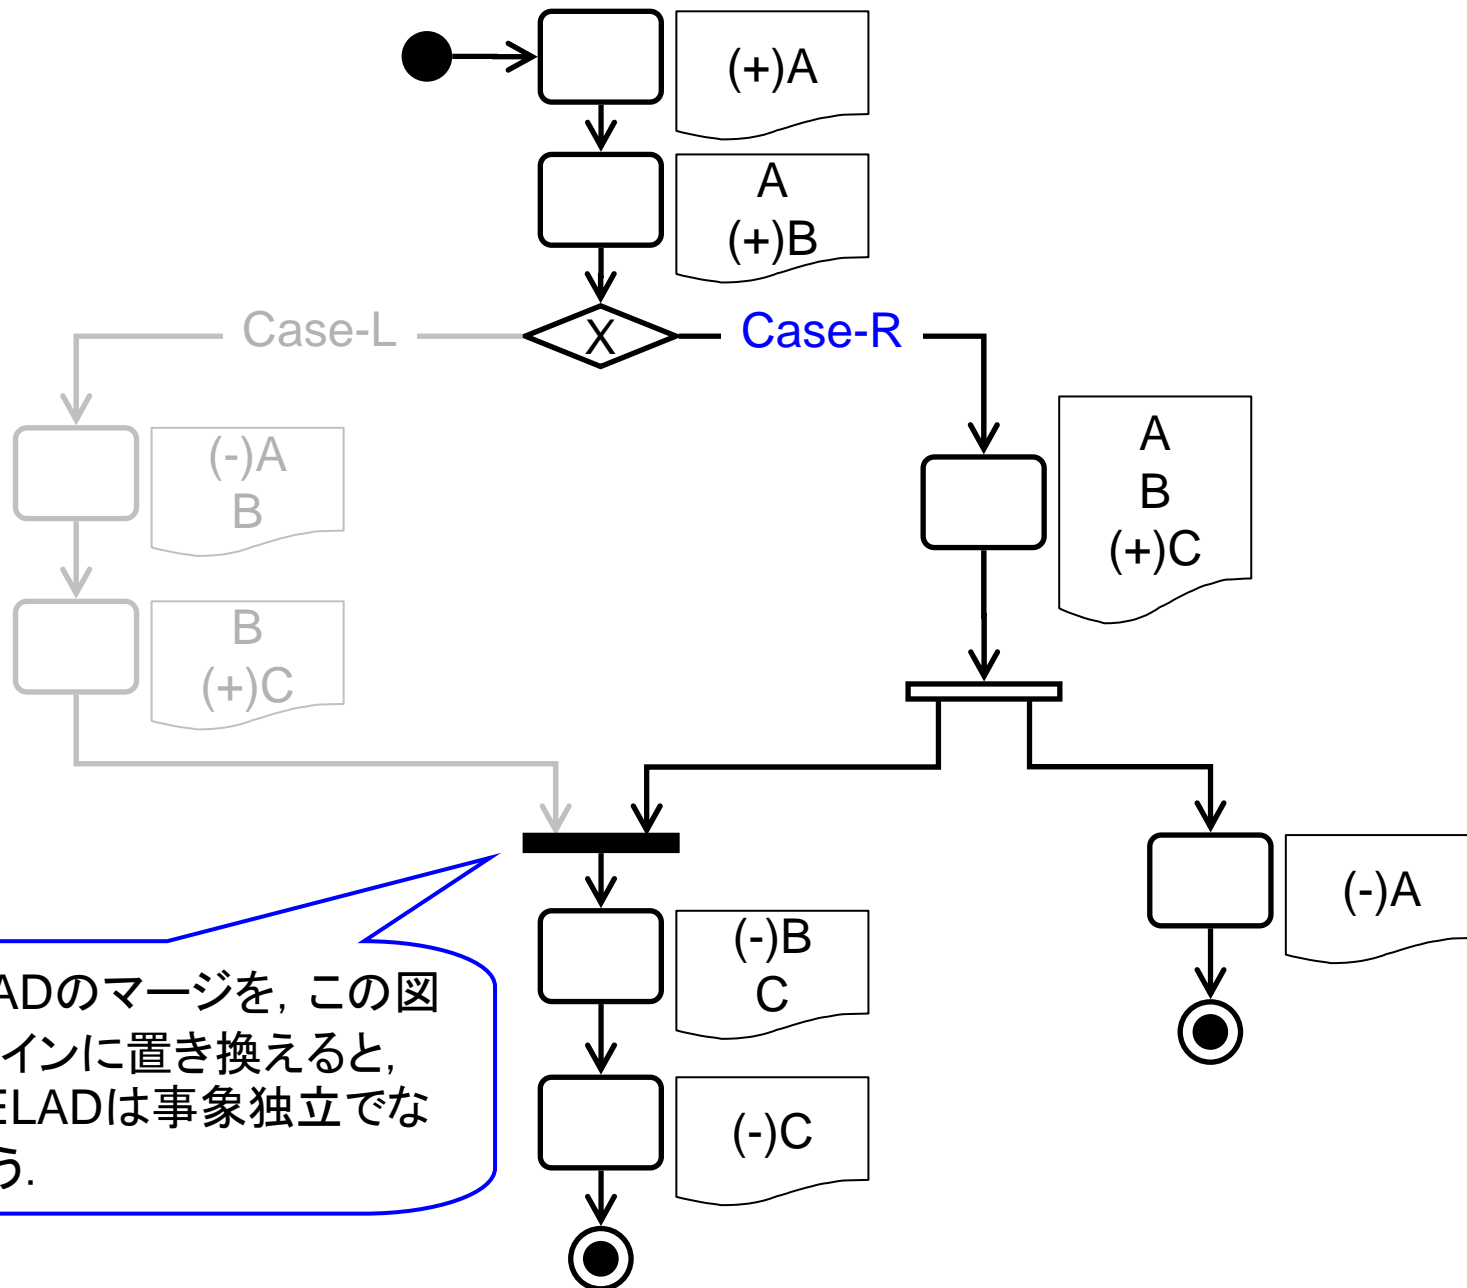 (+)A
A
(+)B
X
Case-L
Case-R
(-)A
B
B
(+)C
A
B
(+)C
(-)A
(-)B
C
(-)C
ADのマージを, この図
インに置き換えると,
ELADは事象独立でな
う.